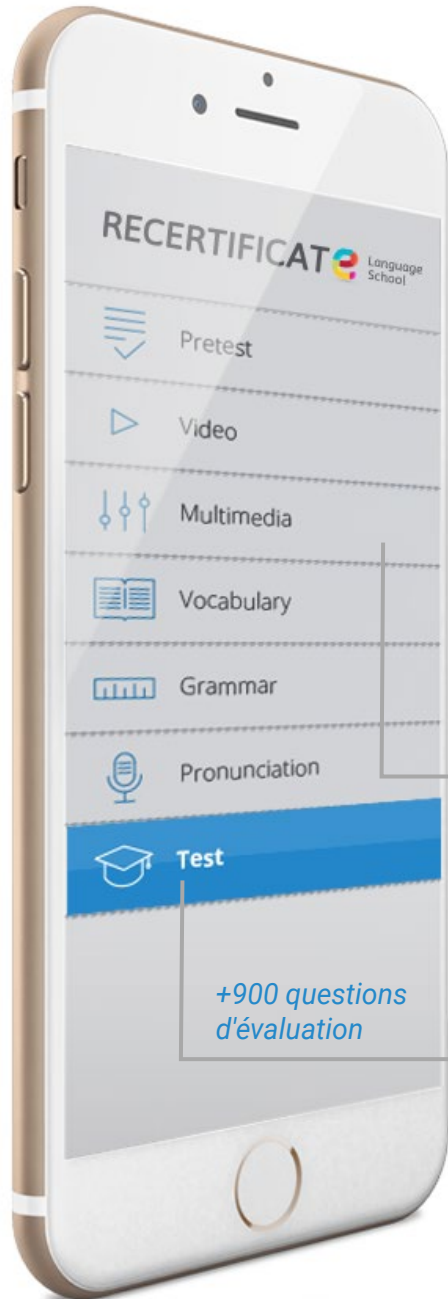 RECERTIFICATe Language
School
Pretest
Video
Multimedia
Vocabulary
Grammar
Pronunciation
Test
+900 questions
d'évaluation